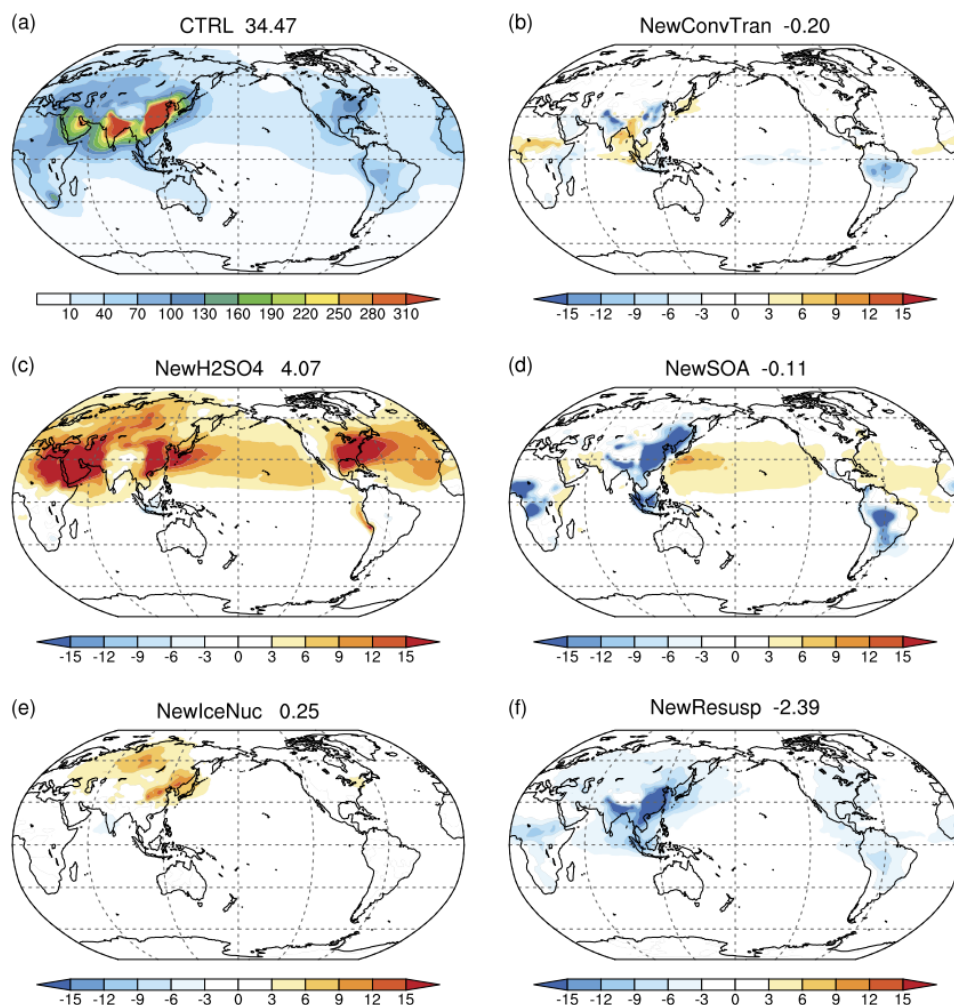 (a) CTRL 34.47
(b) NewConvTran -0.20
10 40 70 100 130 160 190 220 250 280 310
-15 -12 -9 -6 -3 0 3 6 9 12 15
(c) NewH2SO4 4.07
(d) NewSOA -0.11
-15 -12 -9 -6 -3 0 3 6 9 12 15
-15 -12 -9 -6 -3 0 3 6 9 12 15
(e) NewIceNuc 0.25
(f) NewResusp -2.39
-15 -12 -9 -6 -3 0 3 6 9 12 15
-15 -12 -9 -6 -3 0 3 6 9 12 15